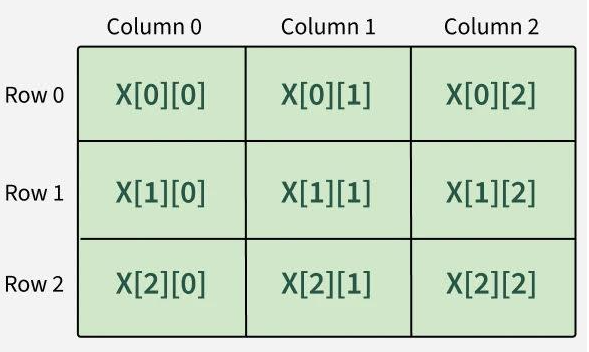 Column 0 Column 1 Column 2
Row 0 X[0][0] X[0][1] X[0][2]
Row 1 X[1][0] X[1][1] X[1][2]
Row 2 X[2][0] X[2][1] X[2][2]